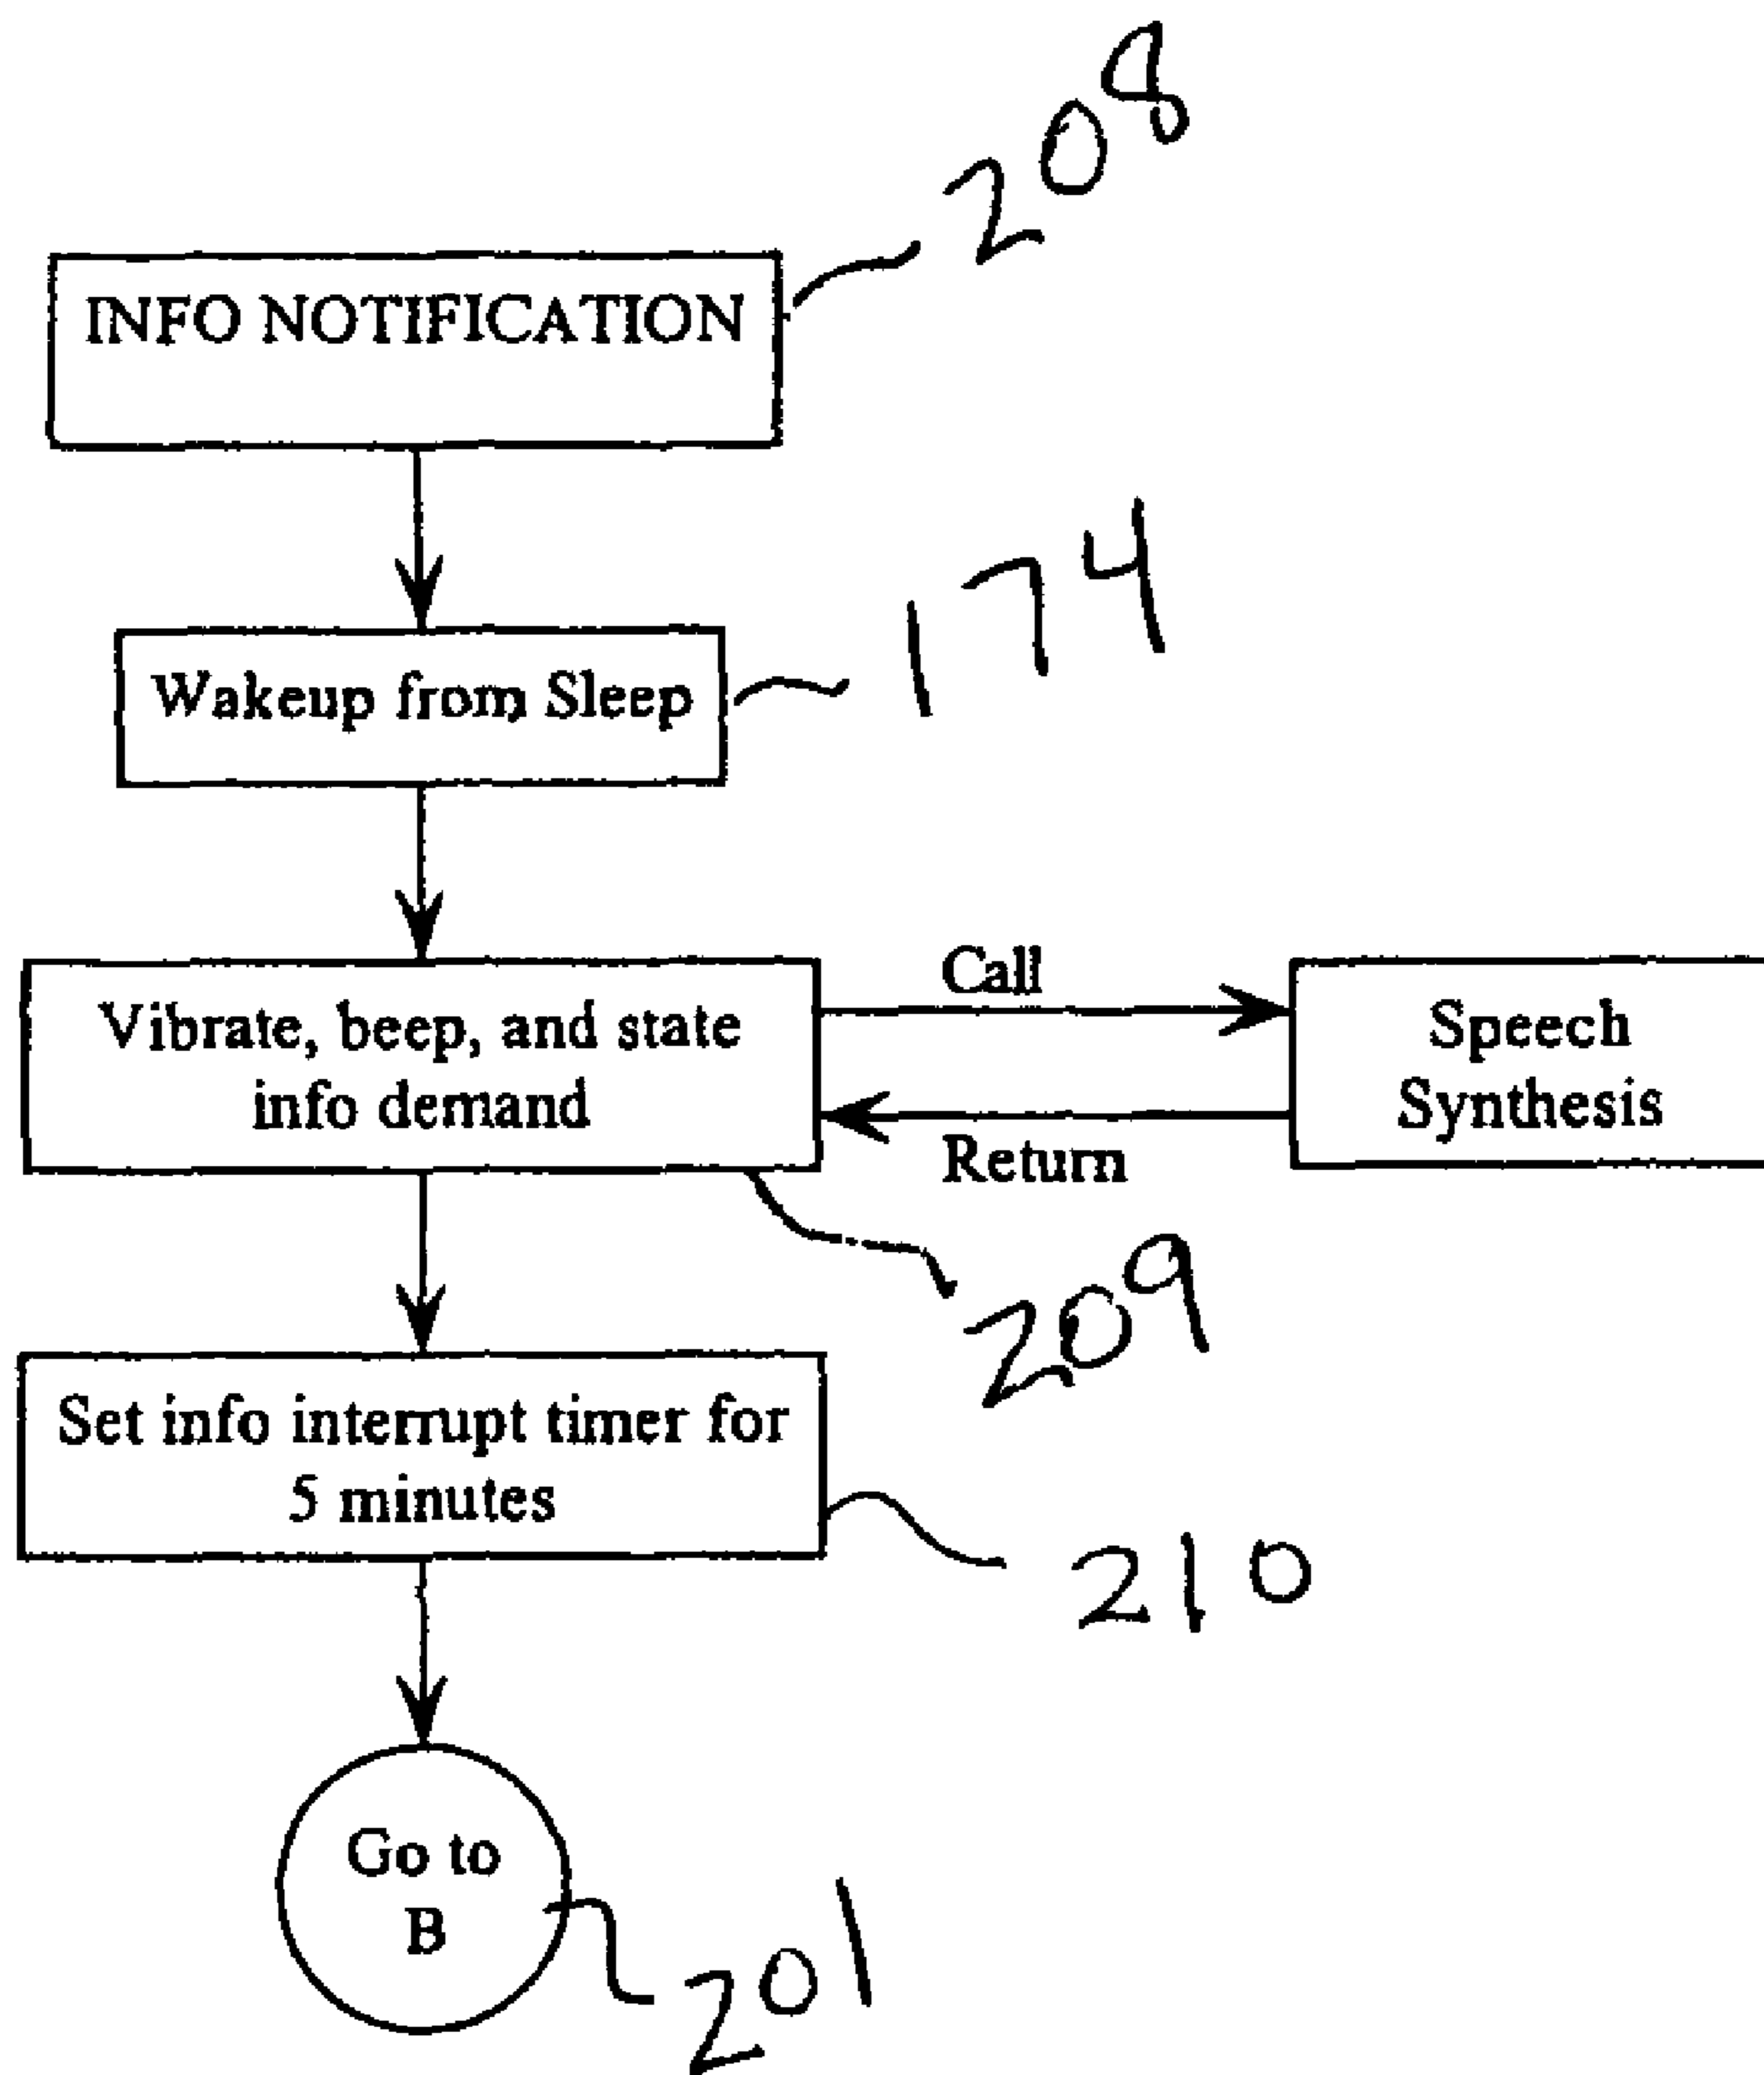 208
INFO NOTIFICATION
174
Wakeup from Sleep
Call
Vibrate, beep, and state
info demand
Speech
Synthesis
Return
209
Set info interrupt timer for
5 minutes
210
Go to
B
201